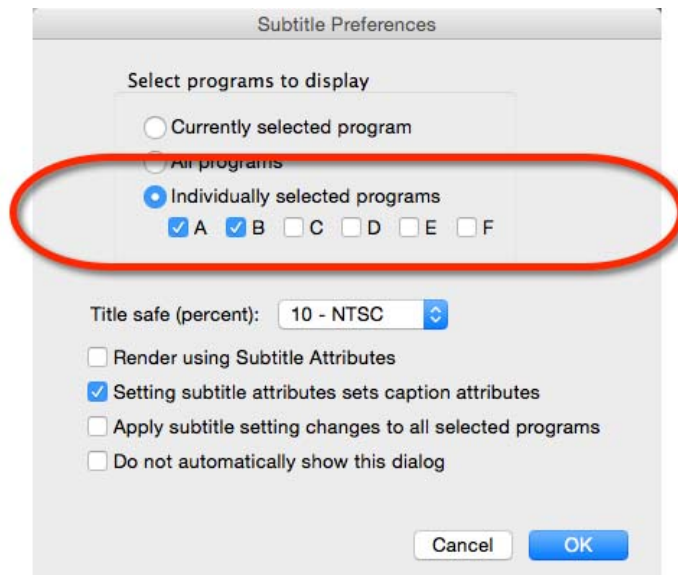 Subtitle Preferences
Select programs to display
Currently selected program
All programs
Individually selected programs
A B C D E F
Title safe (percent): 10 - NTSC
Render using Subtitle Attributes
Setting subtitle attributes sets caption attributes
Apply subtitle setting changes to all selected programs
Do not automatically show this dialog
Cancel OK